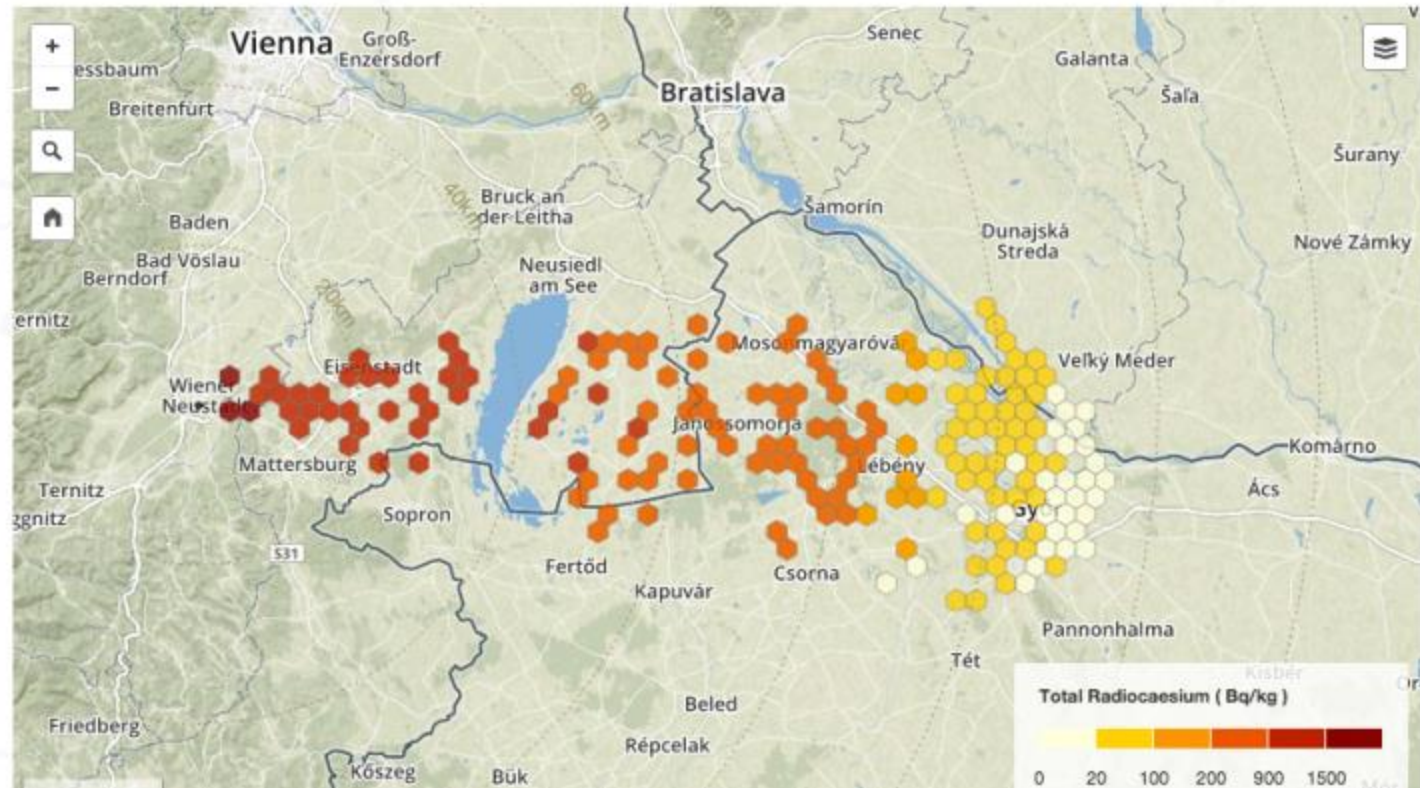 +
Vienna
Groß-
Enzersdorf
Senec
Galanta
essbaum
−
Breitenfurt
60km
Bratislava
Šaľa
Šurany
40km
Bruck an
der Leitha
Šamorín
Baden
Dunajská
Streda
Nové Zámky
Bad Vöslau
Berndorf
Neusiedl
am See
20km
ernitz
Mosonmagyaróvá
Eisenstadt
Veľký Meder
Wiener
Neustadt
Jánossomorja
Mattersburg
Lébény
Komárno
Ternitz
Ács
ggnitz
Sopron
Gy
S31
Fertőd
Csorna
Kapuvár
Pannonhalma
Tét
Kisbér
Beled
Friedberg
Répcelak
Kőszeg
Bük
Total Radiocaesium ( Bq/kg )
0 20 100 200 900 1500